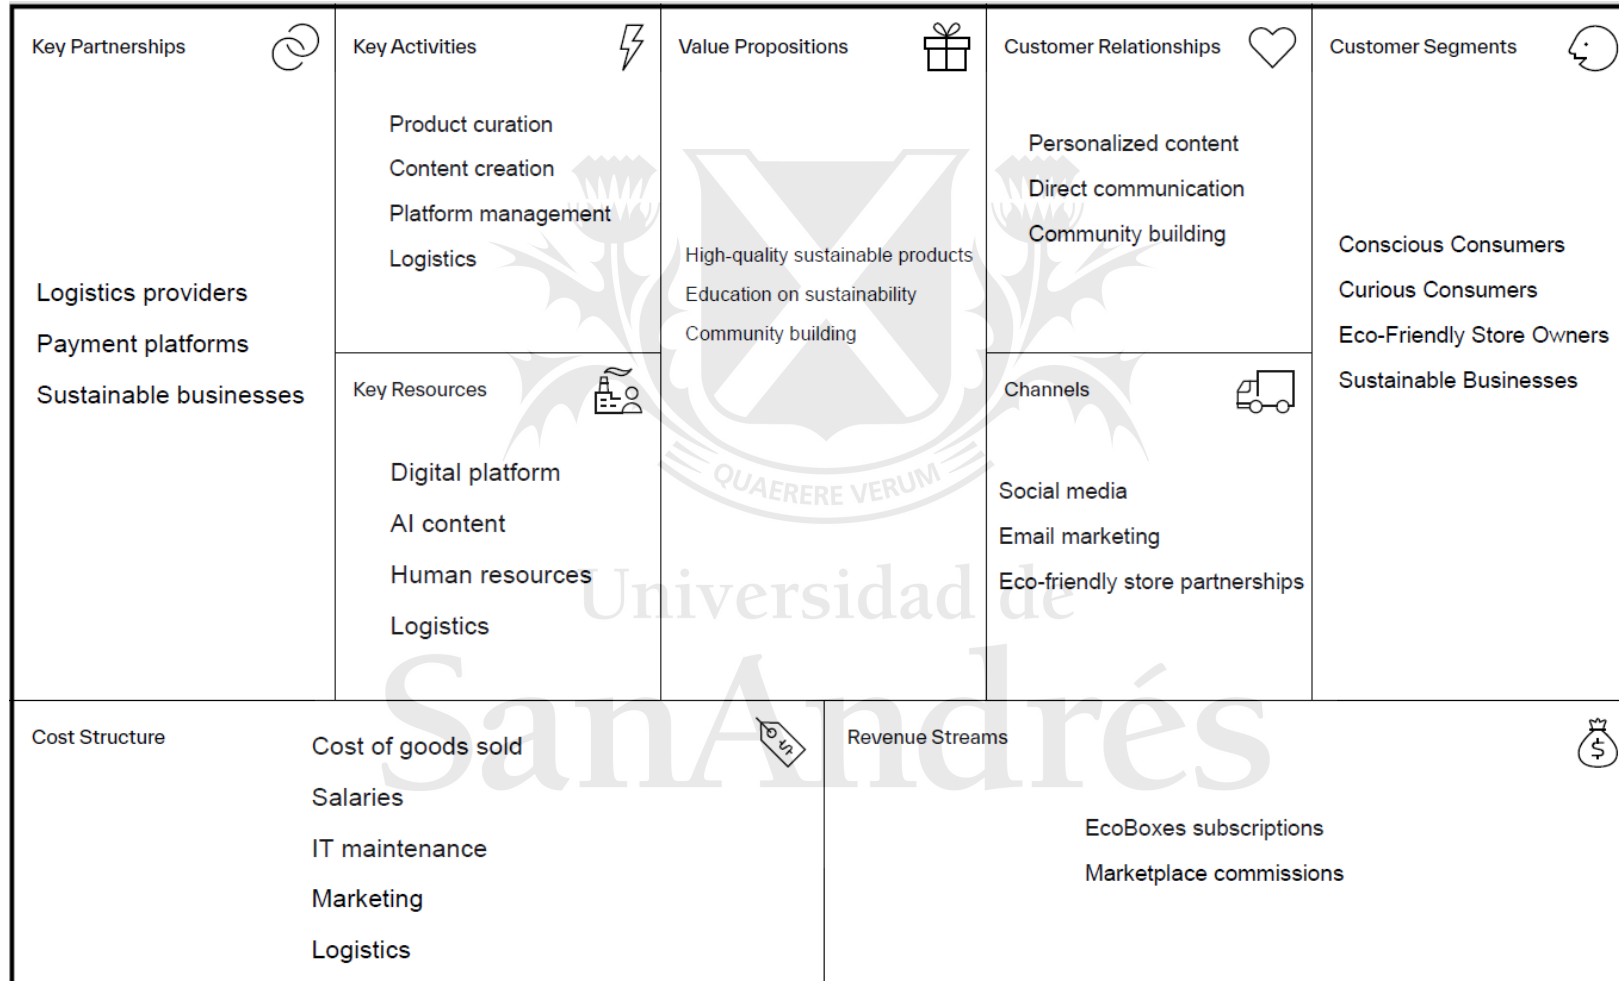 Key Partnerships
Logistics providers
Payment platforms
Sustainable businesses
Key Activities
Product curation
Content creation
Platform management
Logistics
Key Resources
Digital platform
AI content
Human resources
Logistics
Value Propositions
High-quality sustainable products
Education on sustainability
Community building
Customer Relationships
Personalized content
Direct communication
Community building
Channels
Social media
Email marketing
Eco-friendly store partnerships
Customer Segments
Conscious Consumers
Curious Consumers
Eco-Friendly Store Owners
Sustainable Businesses
Cost Structure
Cost of goods sold
Salaries
IT maintenance
Marketing
Logistics
Revenue Streams
EcoBoxes subscriptions
Marketplace commissions
QUAERERE VERUM
Universidad de
SanAndrés
$
$